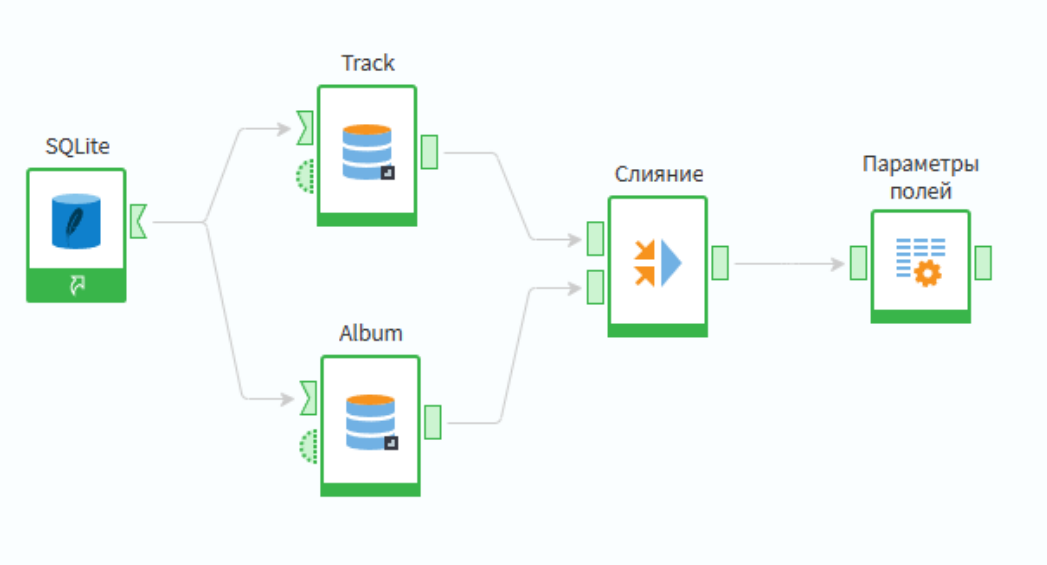 Track
SQLite
Слияние
Параметры
полей
Album